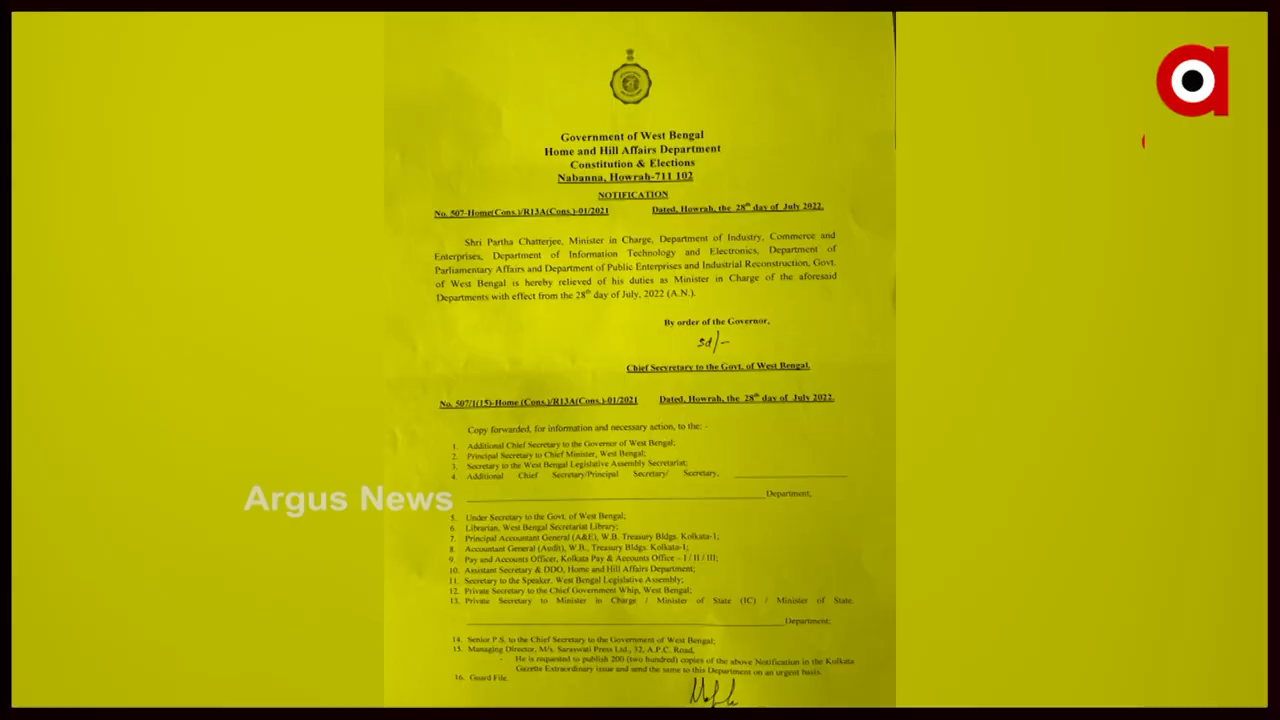 Government of West Bengal
Home and Hill Affairs Department
Constitution & Elections
Nabanna, Howrah-711 102
NOTIFICATION
No. 507-Home(Cons.)/R13A(Cons.)-01/2021 Dated, Howrah, the 28th day of July 2022.
Shri Partha Chatterjee, Minister in Charge, Department of Industry, Commerce and
Enterprises, Department of Information Technology and Electronics, Department of
Parliamentary Affairs and Department of Public Enterprises and Industrial Reconstruction, Govt.
of West Bengal is hereby relieved of his duties as Minister in Charge of the aforesaid
Departments with effect from the 28th day of July, 2022 (A.N.).
By order of the Governor,
Sd/-
Chief Secvretary to the Govt. of West Bengal.
No. 507/1(15)-Home (Cons.)/R13A(Cons.)-01/2021 Dated, Howrah, the 28th day of July 2022.
Copy forwarded, for information and necessary action, to the: -
1. Additional Chief Secretary to the Governor of West Bengal;
2. Principal Secretary to Chief Minister, West Bengal;
3. Secretary to the West Bengal Legislative Assembly Secretariat;
4. Additional Chief Secretary/Principal Secretary/ Secretary,
Department,
Argus News
5. Under Secretary to the Govt. of West Bengal;
6. Librarian, West Bengal Secretariat Library;
7. Principal Accountant General (A&E), W.B. Treasury Bldgs. Kolkata-1;
8. Accountant General (Audit), W.B., Treasury Bldgs. Kolkata-1;
9. Pay and Accounts Officer, Kolkata Pay & Accounts Office – I / II / III;
10. Assistant Secretary & DDO, Home and Hill Affairs Department;
11. Secretary to the Speaker, West Bengal Legislative Assembly;
12. Private Secretary to the Chief Government Whip, West Bengal;
13. Private Secretary to Minister in Charge / Minister of State (IC) / Minister of State.
Department;
14. Senior P.S. to the Chief Secretary to the Government of West Bengal;
15. Managing Director, M/s. Saraswati Press Ltd., 32, A.P.C. Road,
- He is requested to publish 200 (two hundred) copies of the above Notification in the Kolkata
Gazette Extraordinary issue and send the same to this Department on an urgent basis.
16. Guard File.